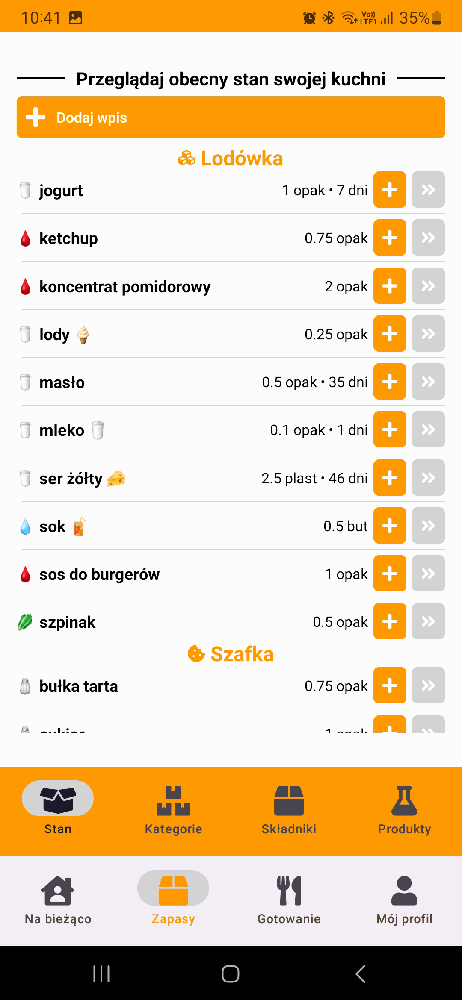 10:41 35%
Przeglądaj obecny stan swojej kuchni
Dodaj wpis
Lodówka
jogurt 1 opak • 7 dni
ketchup 0.75 opak
koncentrat pomidorowy 2 opak
lody 0.25 opak
masło 0.5 opak • 35 dni
mleko 0.1 opak • 1 dni
ser żółty 2.5 plast • 46 dni
sok 0.5 but
sos do burgerów 1 opak
szpinak 0.5 opak
Szafka
bułka tarta 0.75 opak
Stan Kategorie Składniki Produkty
Na bieżąco Zapasy Gotowanie Mój profil